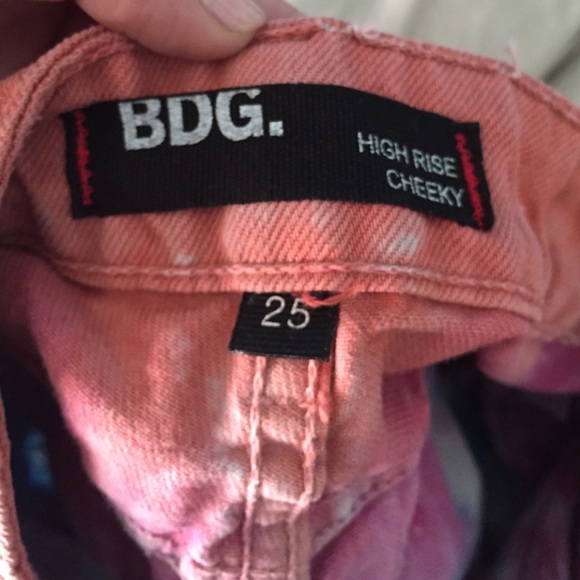 BDG.
HIGH RISE
CHEEKY
25